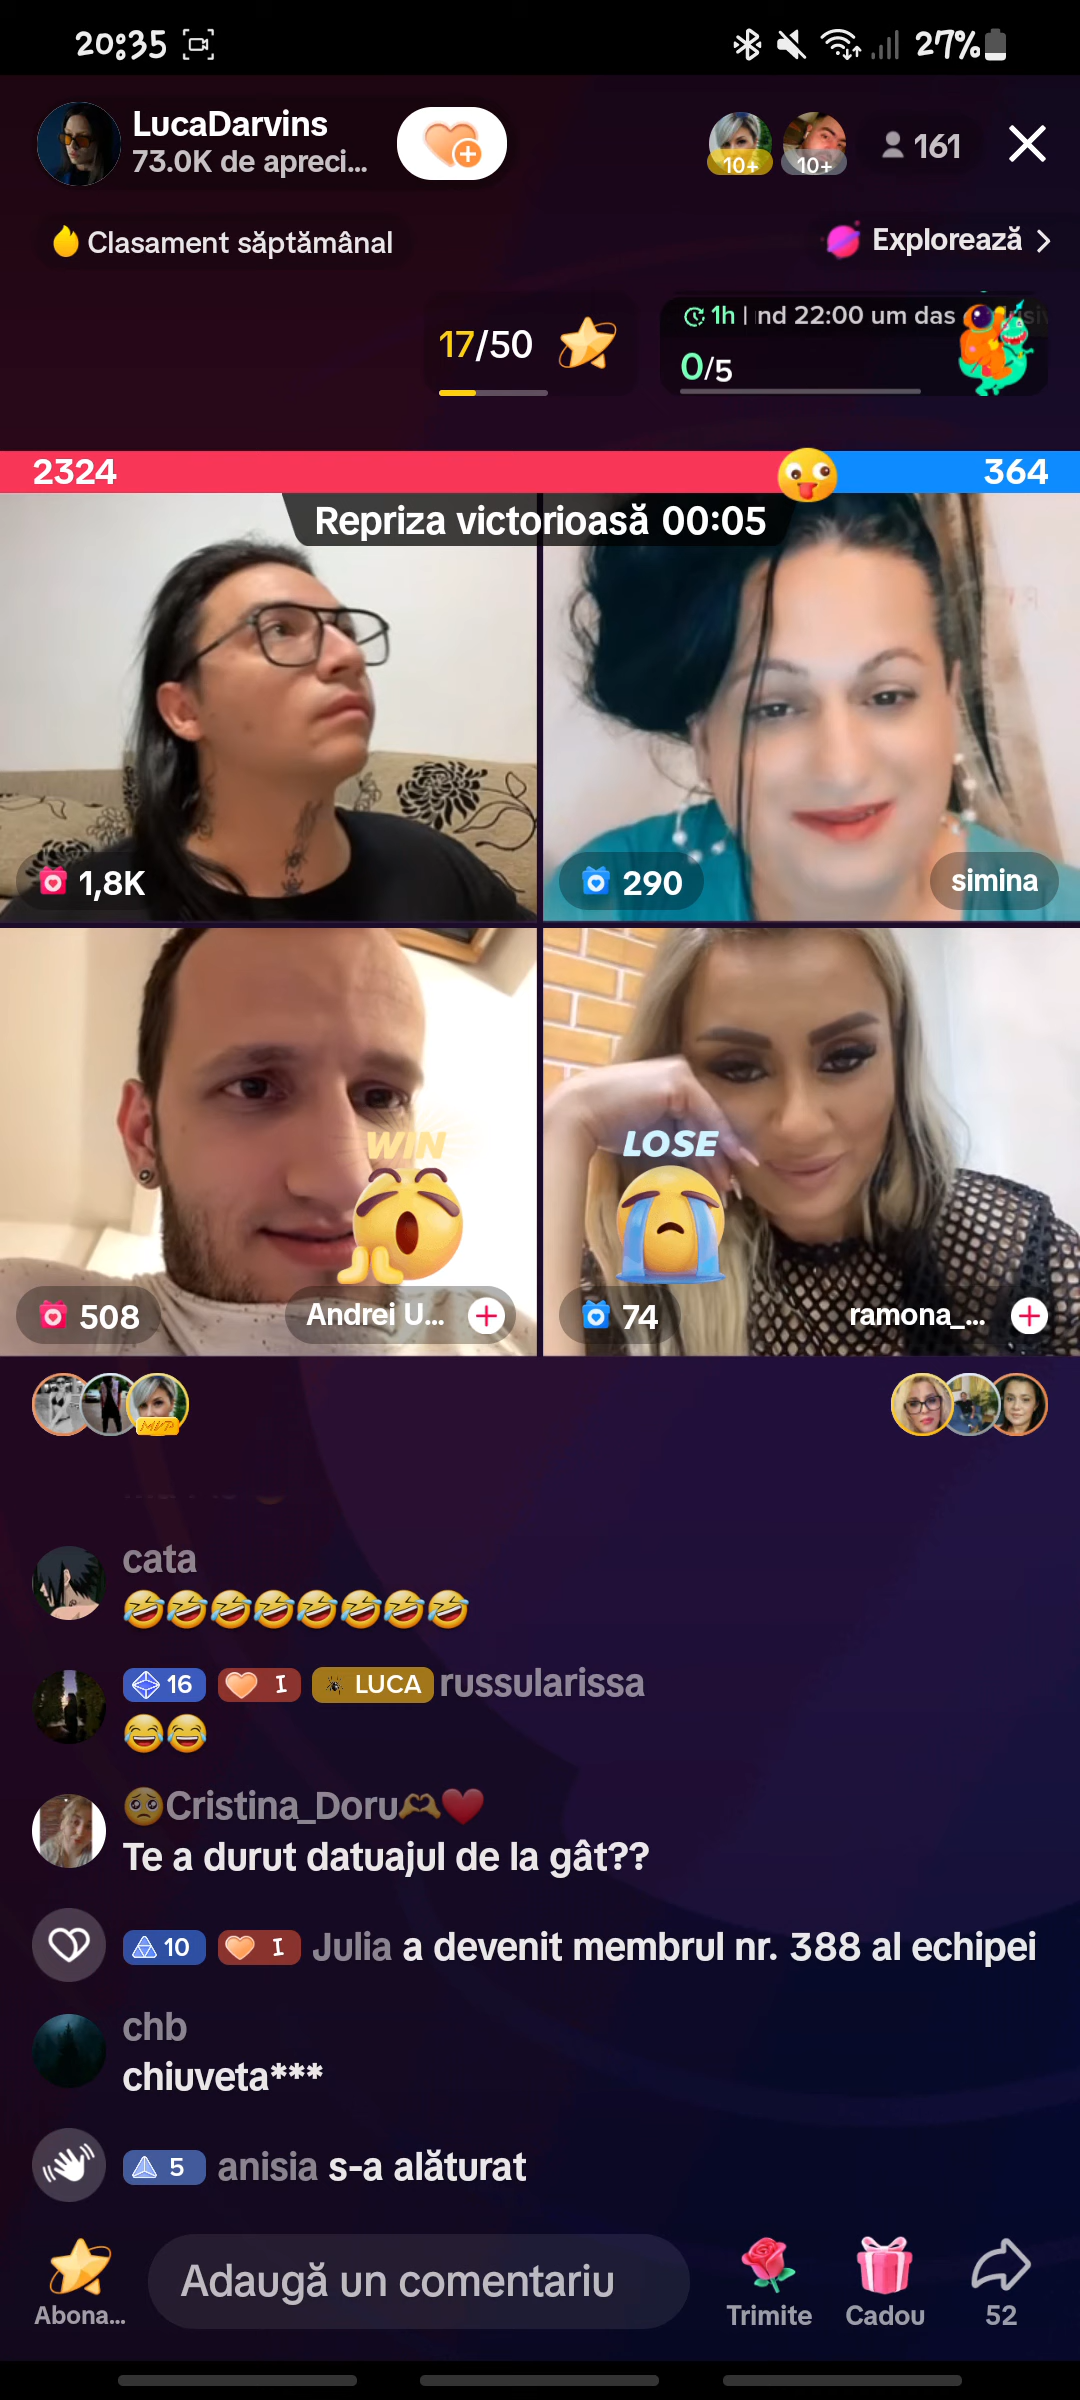 20:35
27%
LucaDarvins
73.0K de apreci...
10+
10+
161
Clasament săptămânal
Explorează
17/50
1h | nd 22:00 um das
0/5
2324
364
Repriza victorioasă 00:05
1,8K
290
simina
WIN
LOSE
508
Andrei U...
74
ramona_...
cata
🤣🤣🤣🤣🤣🤣🤣🤣
16 I LUCA russularissa
😂😂
🥺Cristina_Doru🫶❤️
Te a durut datuajul de la gât??
10 I Julia a devenit membrul nr. 388 al echipei
chb
chiuveta***
5 anisia s-a alăturat
Abona...
Adaugă un comentariu
Trimite
Cadou
52